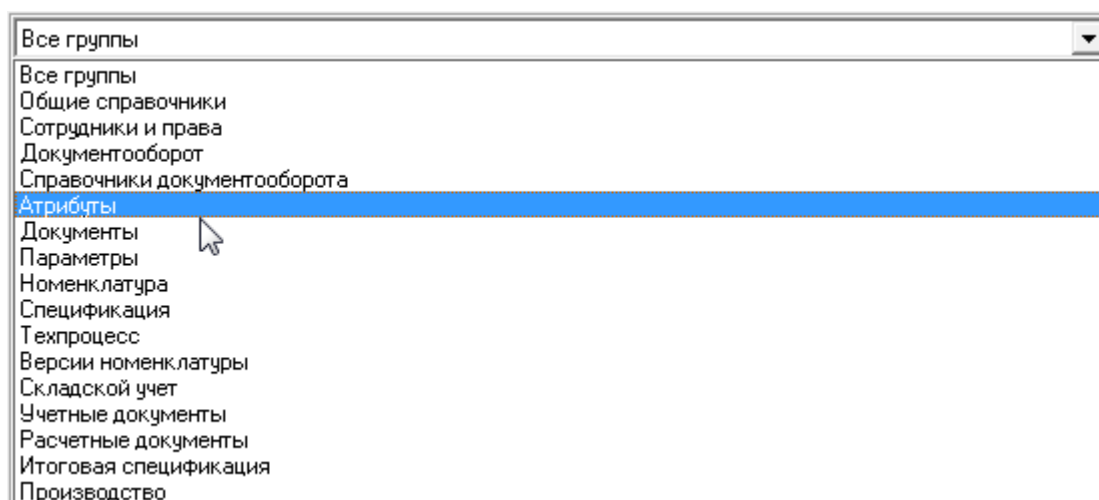 Все группы
Все группы
Общие справочники
Сотрудники и права
Документооборот
Справочники документооборота
Атрибуты
Документы
Параметры
Номенклатура
Спецификация
Техпроцесс
Версии номенклатуры
Складской учет
Учетные документы
Расчетные документы
Итоговая спецификация
Производство